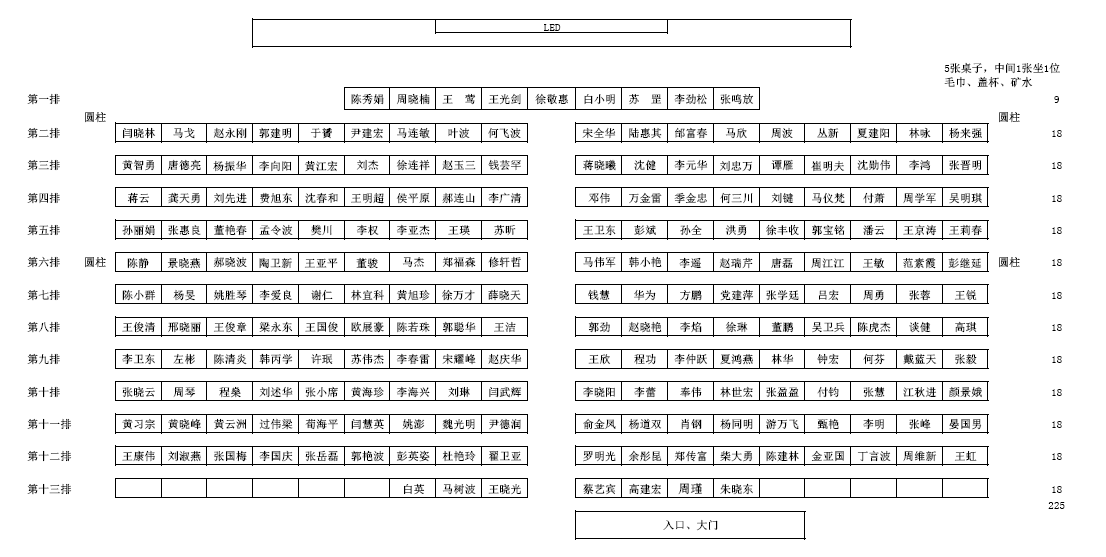 LED
5张桌子，中间1张坐1位
毛巾、盖杯、矿水
第一排 陈秀娟 周晓楠 王 莺 王光剑 徐敬惠 白小明 苏 罡 李劲松 张鸣放 9
圆柱 圆柱
第二排 闫晓林 马戈 赵永刚 郭建明 于赟 尹建宏 马连敏 叶波 何飞波 宋全华 陆惠其 邰富春 马欣 周波 丛新 夏建阳 林咏 杨来强 18
第三排 黄智勇 唐德亮 杨振华 李向阳 黄江宏 刘杰 徐连祥 赵玉三 钱芸罕 蒋晓曦 沈健 李元华 刘忠万 谭雁 崔明夫 沈勋伟 李鸿 张晋明 18
第四排 蒋云 龚天勇 刘先进 费旭东 沈春和 王明超 侯平原 郝连山 李广清 邓伟 万金雷 季金忠 何三川 刘键 马仪梵 付萧 周学军 吴明琪 18
第五排 孙丽娟 张惠良 董艳春 孟令波 樊川 李权 李亚杰 王瑛 苏昕 王卫东 彭斌 孙全 洪勇 徐丰收 郭宝铭 潘云 王京涛 王莉春 18
第六排 圆柱 陈静 景晓燕 郝晓波 陶卫新 王亚平 董骏 马杰 郑福森 修轩哲 马伟军 韩小艳 李遥 赵瑞芹 唐磊 周江江 王敏 范素霞 彭继延 圆柱 18
第七排 陈小群 杨旻 姚胜琴 李爱良 谢仁 林宜科 黄旭珍 徐万才 薛晓天 钱慧 华为 方鹏 党建萍 张学廷 吕宏 周勇 张蓉 王锐 18
第八排 王俊清 邢晓丽 王俊章 梁永东 王国俊 欧展豪 陈若珠 郭聪华 王洁 郭劲 赵晓艳 李焰 徐琳 董鹏 吴卫兵 陈虎杰 谈健 高琪 18
第九排 李卫东 左彬 陈清炎 韩丙学 许珉 苏伟杰 李春雷 宋耀峰 赵庆华 王欣 程功 李仲跃 夏鸿燕 林华 钟宏 何芬 戴蓝天 张毅 18
第十排 张晓云 周琴 程燊 刘述华 张小席 黄海珍 李海兴 刘琳 闫武辉 李晓阳 李蕾 奉伟 林世宏 张盈盈 付钧 张慧 江秋进 颜景娥 18
第十一排 黄习宗 黄晓峰 黄云洲 过伟梁 荀海平 闫慧英 姚澎 魏光明 尹德润 俞金凤 杨道双 肖钢 杨同明 游万飞 甄艳 李明 张峰 晏国男 18
第十二排 王康伟 刘淑燕 张国梅 李国庆 张岳磊 郭艳波 彭英姿 杜艳玲 翟卫亚 罗明光 余彤昆 郑传富 柴大勇 陈建林 金亚国 丁言波 周维新 王虹 18
第十三排 白英 马树波 王晓光 蔡艺宾 高建宏 周瑾 朱晓东 18
225
入口、大门